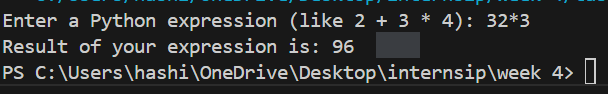 Enter a Python expression (like 2 + 3 * 4): 32*3
Result of your expression is: 96
PS C:\Users\hashi\OneDrive\Desktop\internsip\week 4>